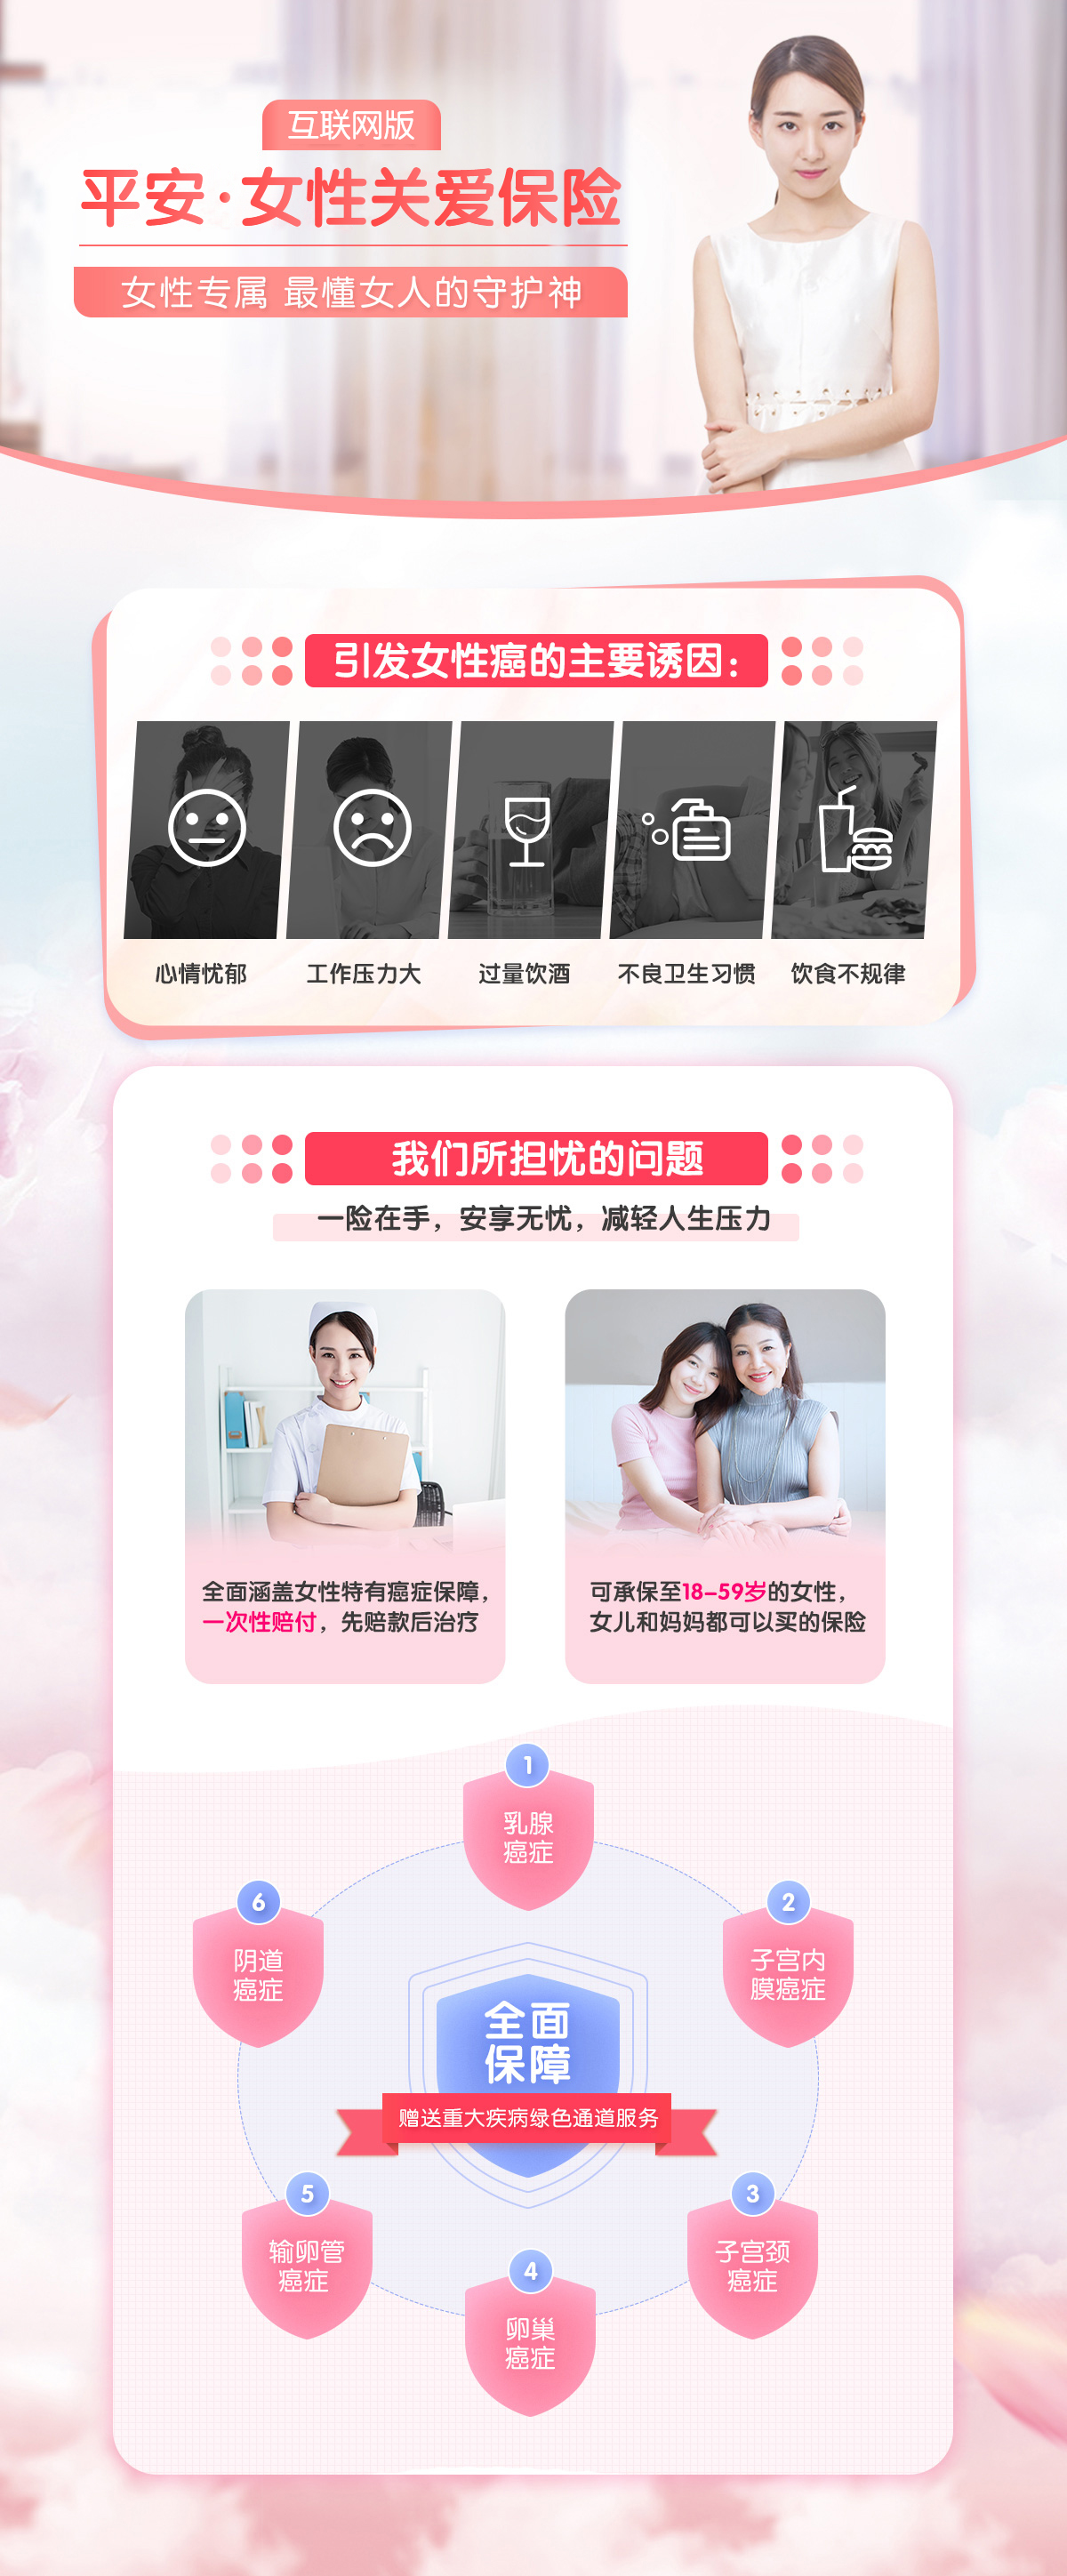 互联网版
平安·女性关爱保险
女性专属 最懂女人的守护神
引发女性癌的主要诱因：
心情忧郁
工作压力大
过量饮酒
不良卫生习惯
饮食不规律
我们所担忧的问题
一险在手，安享无忧，减轻人生压力
全面涵盖女性特有癌症保障，
一次性赔付，先赔款后治疗
可承保至18-59岁的女性，
女儿和妈妈都可以买的保险
1
乳腺
癌症
2
子宫内
膜癌症
6
阴道
癌症
全面
保障
赠送重大疾病绿色通道服务
5
输卵管
癌症
3
子宫颈
癌症
4
卵巢
癌症